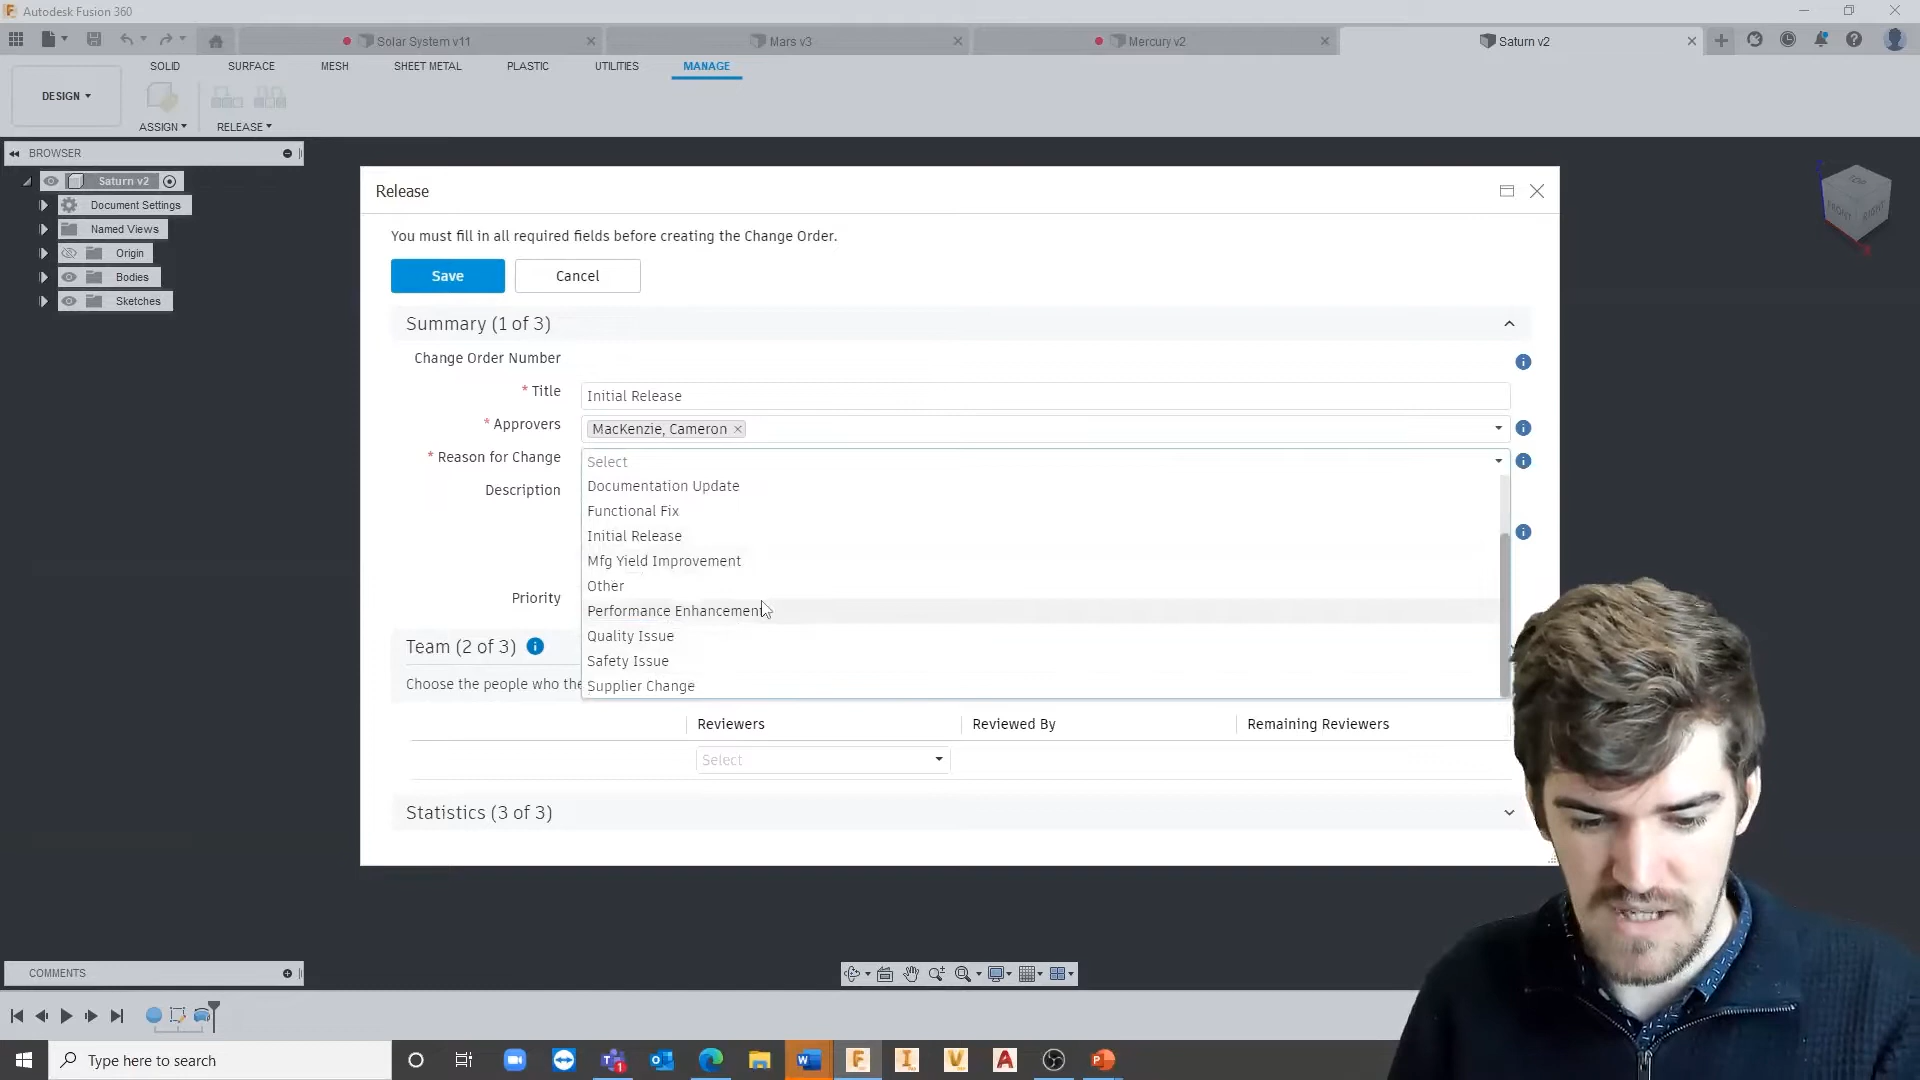 Autodesk Fusion 360
Solar System v11
Mars v3
Mercury v2
Saturn v2
SOLID
SURFACE
MESH
SHEET METAL
PLASTIC
UTILITIES
MANAGE
DESIGN
ASSIGN
RELEASE
BROWSER
Saturn v2
Document Settings
Named Views
Origin
Bodies
Sketches
TOP
FRONT
RIGHT
Release
You must fill in all required fields before creating the Change Order.
Save
Cancel
Summary (1 of 3)
Change Order Number
* Title
Initial Release
* Approvers
MacKenzie, Cameron
* Reason for Change
Select
Description
Documentation Update
Functional Fix
Initial Release
Mfg Yield Improvement
Other
Priority
Performance Enhancement
Quality Issue
Safety Issue
Supplier Change
Team (2 of 3)
Choose the people who the
Reviewers
Reviewed By
Remaining Reviewers
Select
Statistics (3 of 3)
COMMENTS
Type here to search